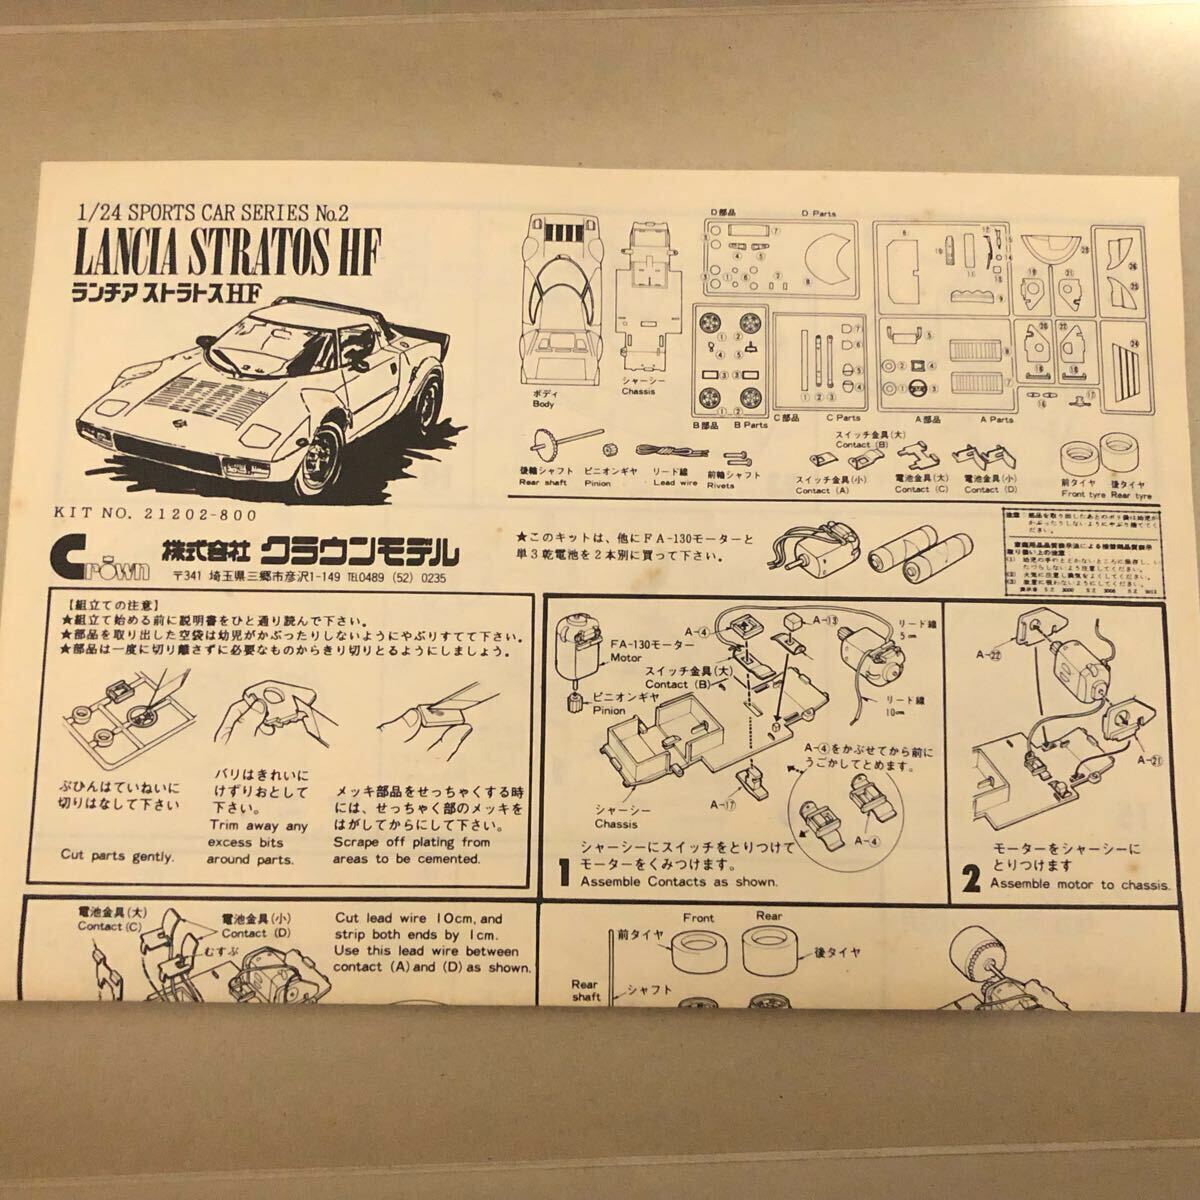 1/24 SPORTS CAR SERIES No.2
LANCIA STRATOS HF
ランチア ストラトスHF
KIT NO. 21202-800
Crown
株式会社 クラウンモデル
〒341 埼玉県三郷市彦沢1-149 TEL0489 (52) 0235
D部品 D Parts
ボディ
Body
シャーシー
Chassis
B部品 B Parts
C部品 C Parts
A部品 A Parts
後輪シャフト
Rear shaft
ピニオンギヤ
Pinion
リード線
Lead wire
前輪シャフト
Rivets
スイッチ金具(大)
Contact (B)
スイッチ金具(小)
Contact (A)
電池金具(大)
Contact (C)
電池金具(小)
Contact (D)
前タイヤ
Front tyre
後タイヤ
Rear tyre
★このキットは、他にFA-130モーターと
単3乾電池を2本別に買って下さい。
【組立ての注意】
★組立て始める前に説明書をひと通り読んで下さい。
★部品を取り出した空袋は幼児がかぶったりしないようにやぶりすてて下さい。
★部品は一度に切り離さずに必要なものからきり切りとるようにしましょう。
ぶひんはていねいに
切りはなして下さい
Cut parts gently.
バリはきれいに
けずりおとして
下さい。
Trim away any
excess bits
around parts.
メッキ部品をせっちゃくする時
には、せっちゃく部のメッキを
はがしてからにして下さい。
Scrape off plating from
areas to be cemented.
FA-130モーター
Motor
ピニオンギヤ
Pinion
スイッチ金具(大)
Contact (B)
A-④
A-⑬
リード線
5cm
リード線
10cm
シャーシー
Chassis
A-⑰
A-④をかぶせてから前に
うごかしてとめます。
A-④
1 シャーシーにスイッチをとりつけて
モーターをくみつけます。
Assemble Contacts as shown.
A-㉒
A-㉑
2 モーターをシャーシーに
とりつけます
Assemble motor to chassis.
電池金具(大)
Contact (C)
電池金具(小)
Contact (D)
むすぶ
Cut lead wire 10cm, and
strip both ends by 1cm.
Use this lead wire between
contact (A) and (D) as shown.
Front
Rear
前タイヤ
後タイヤ
Rear
shaft
シャフト